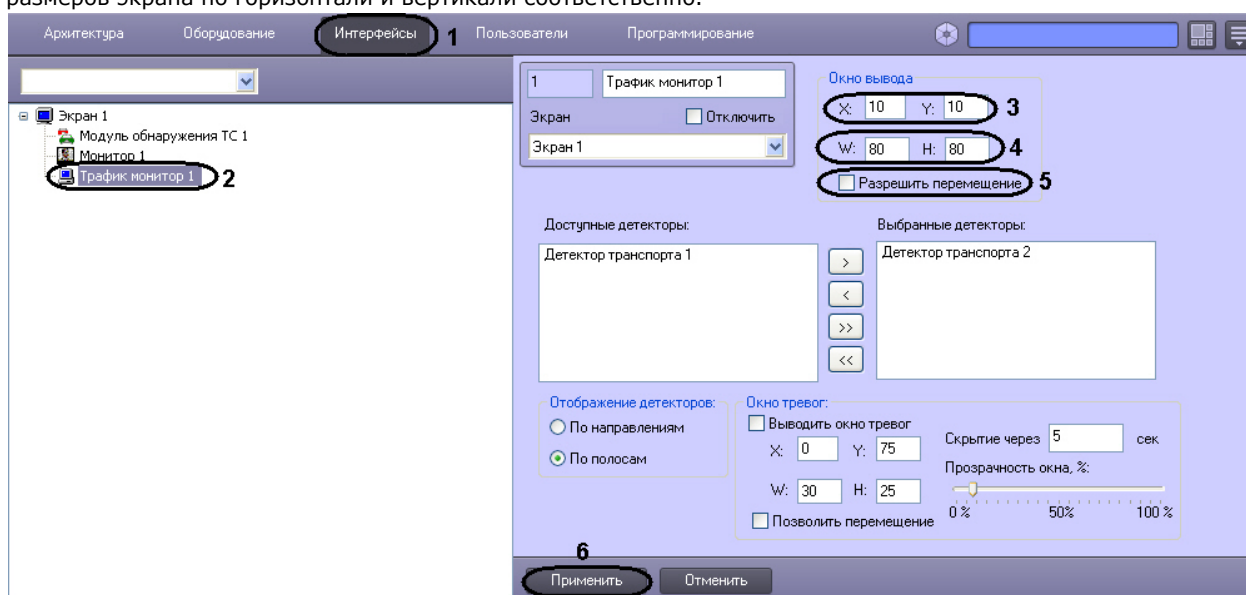 размеров экрана по горизонтали и вертикали соответственно.
Архитектура Оборудование Интерфейсы 1 Пользователи Программирование
Экран 1
Модуль обнаружения ТС 1
Монитор 1
Трафик монитор 1 2
1 Трафик монитор 1
Экран Отключить
Экран 1
Окно вывода
X: 10 Y: 10 3
W: 80 H: 80 4
Разрешить перемещение 5
Доступные детекторы: Выбранные детекторы:
Детектор транспорта 1 Детектор транспорта 2
>
<
>>
<<
Отображение детекторов:
По направлениям
По полосам
Окно тревог:
Выводить окно тревог
X: 0 Y: 75
W: 30 H: 25
Позволить перемещение
Скрытие через 5 сек
Прозрачность окна, %:
0 % 50% 100 %
6
Применить Отменить